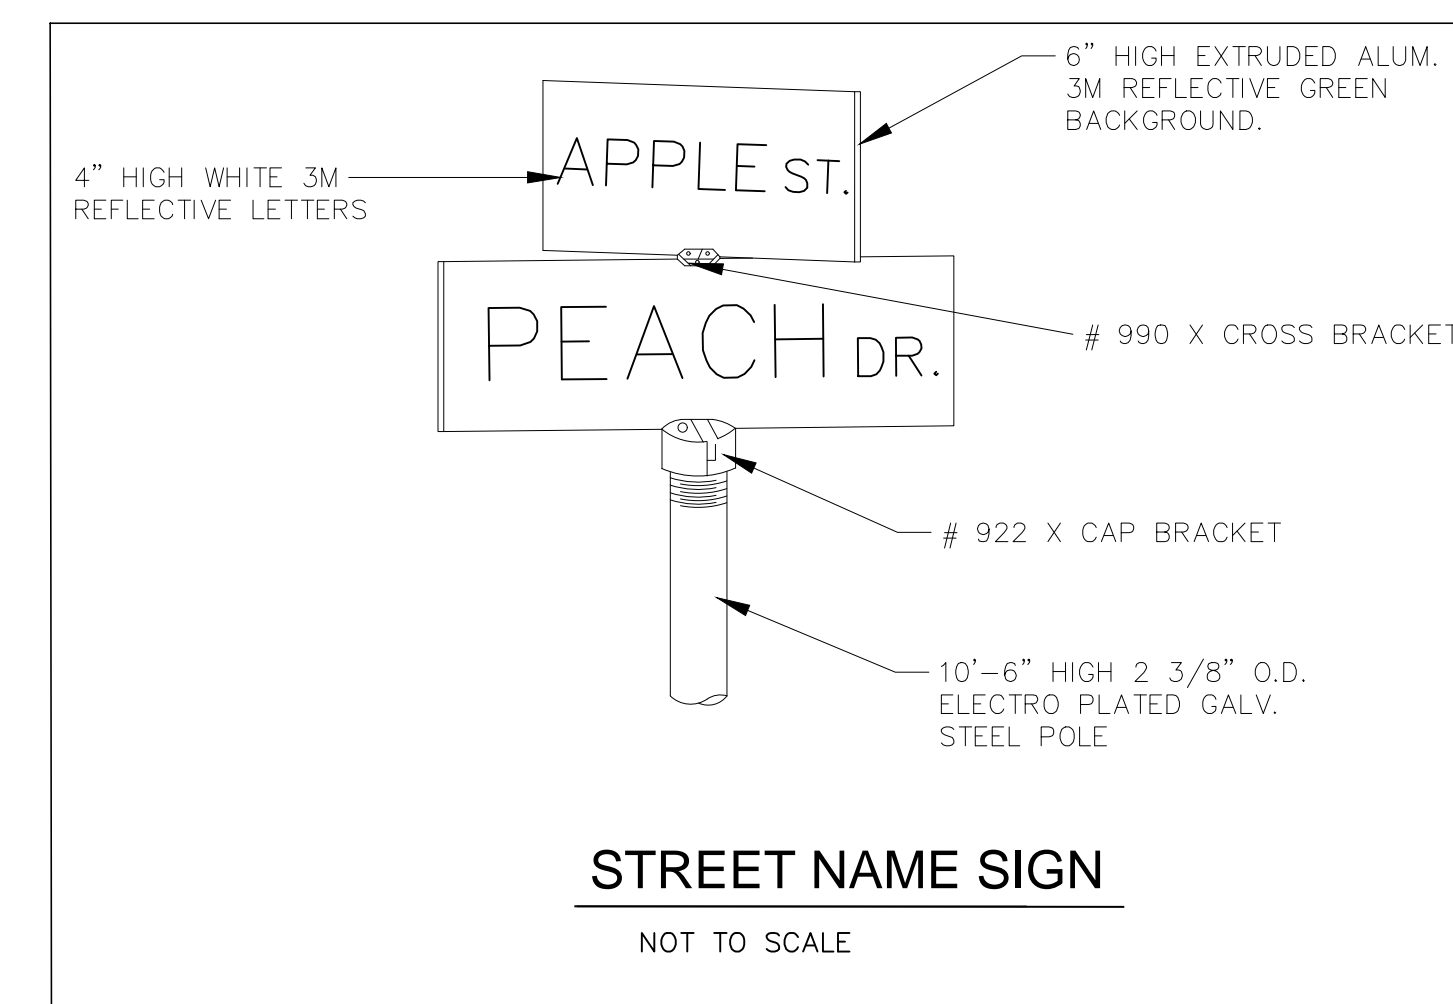 6” HIGH EXTRUDED ALUM.
3M REFLECTIVE GREEN
BACKGROUND.
4” HIGH WHITE 3M
REFLECTIVE LETTERS
APPLE ST.
PEACH DR.
# 990 X CROSS BRACKET
# 922 X CAP BRACKET
10’-6” HIGH 2 3/8” O.D.
ELECTRO PLATED GALV.
STEEL POLE
STREET NAME SIGN
NOT TO SCALE